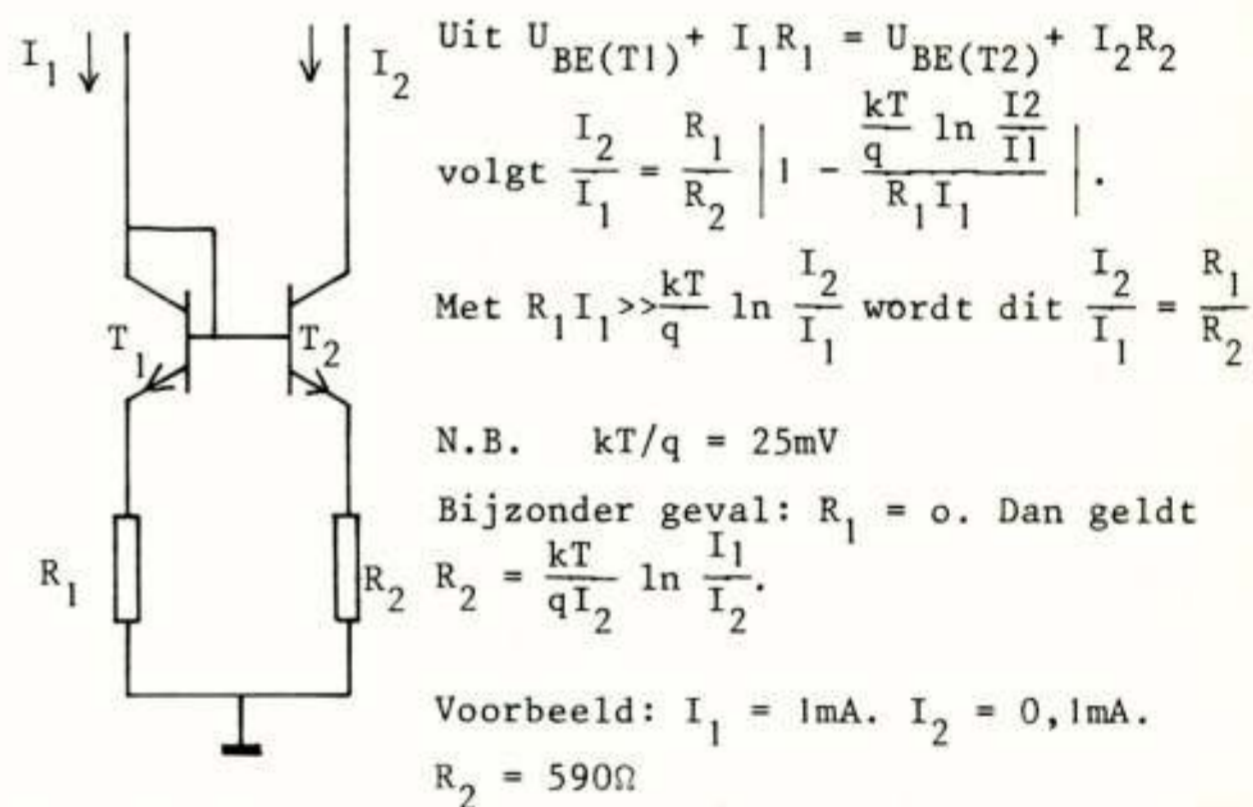 I₁ I₂ Uit U_BE(T1) + I₁R₁ = U_BE(T2) + I₂R₂
volgt I₂/I₁ = R₁/R₂ | 1 - (kT/q ln I2/I1)/(R₁I₁) |.
Met R₁I₁ >> kT/q ln I₂/I₁ wordt dit I₂/I₁ = R₁/R₂
T₁ T₂
N.B. kT/q = 25mV
Bijzonder geval: R₁ = o. Dan geldt
R₁ R₂ R₂ = kT/qI₂ ln I1/I₂.
Voorbeeld: I₁ = 1mA. I₂ = 0,1mA.
R₂ = 590Ω